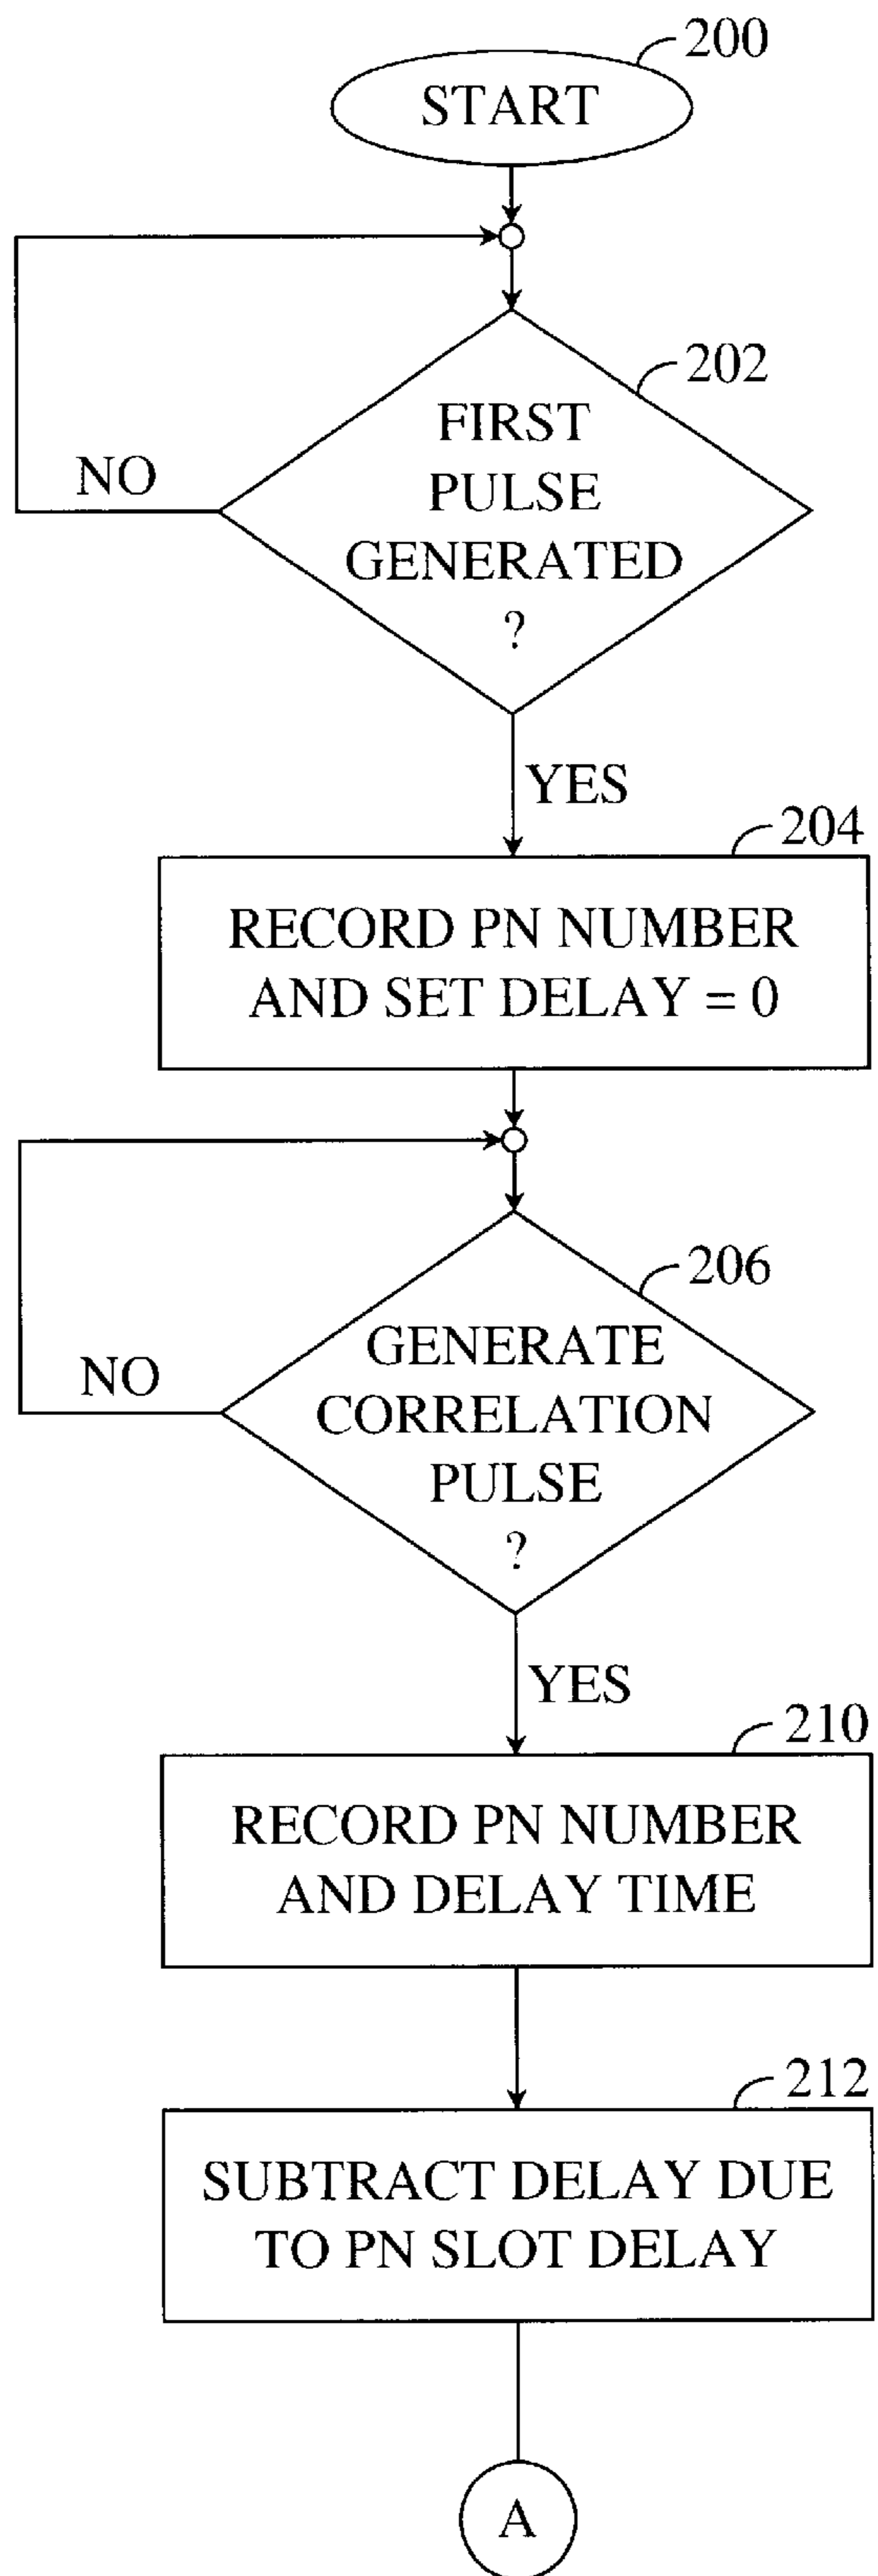 200
START
202
FIRST
PULSE
GENERATED
?
NO
YES
204
RECORD PN NUMBER
AND SET DELAY = 0
206
GENERATE
CORRELATION
PULSE
?
NO
YES
210
RECORD PN NUMBER
AND DELAY TIME
212
SUBTRACT DELAY DUE
TO PN SLOT DELAY
A